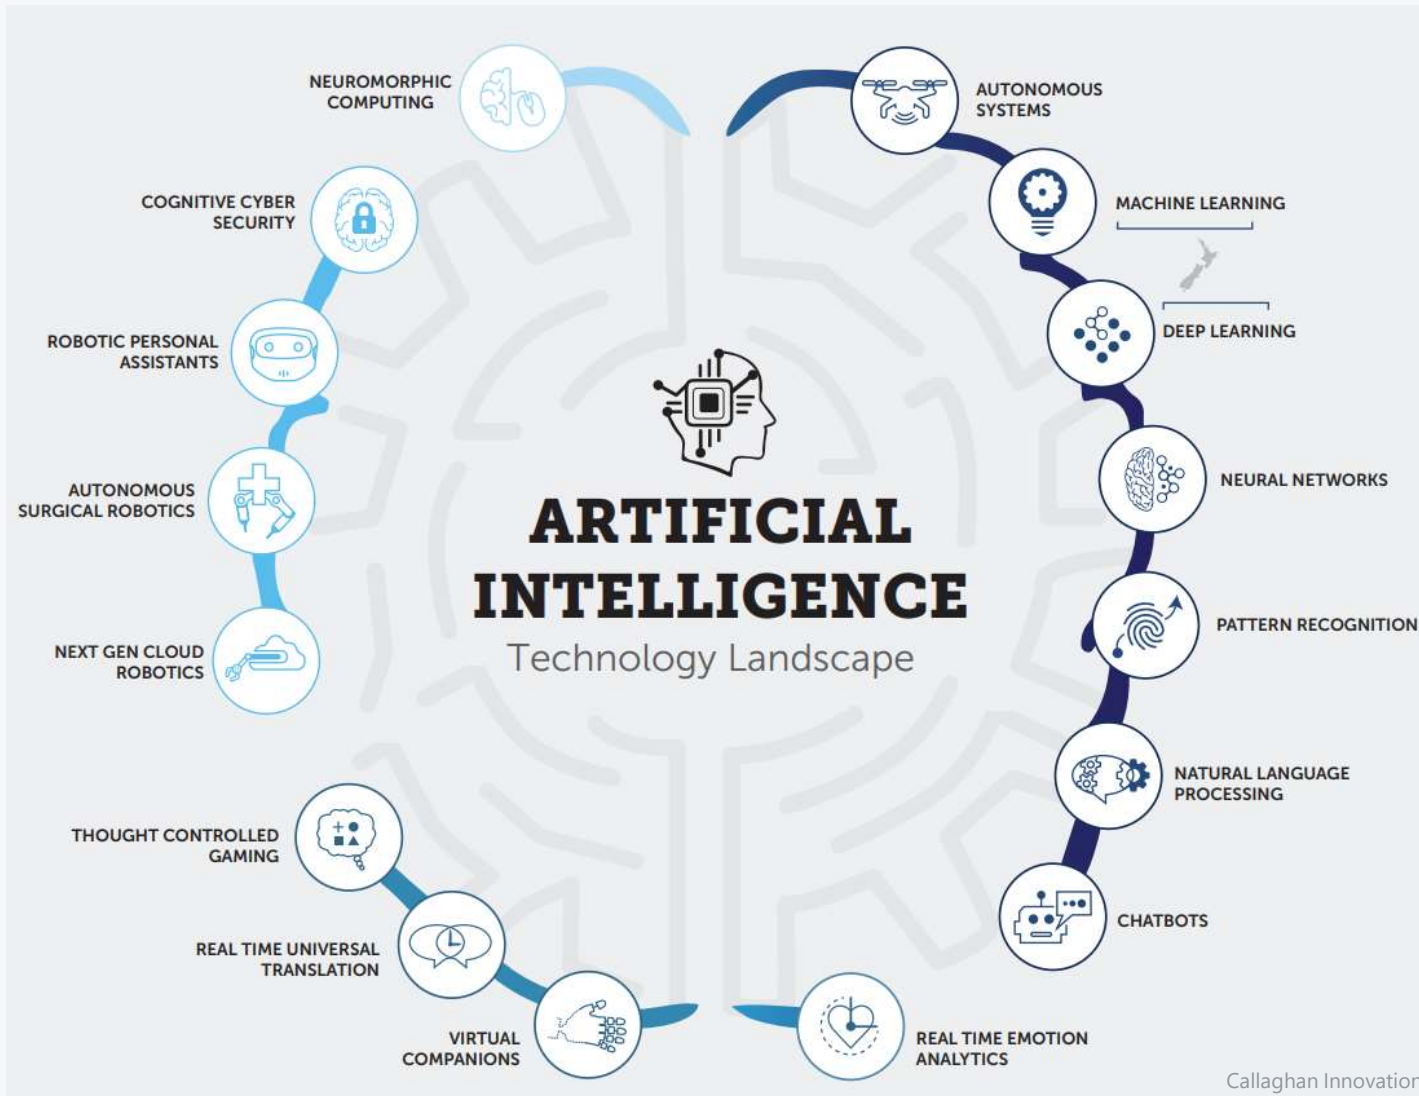 ARTIFICIAL
INTELLIGENCE
Technology Landscape
AUTONOMOUS
SYSTEMS
MACHINE LEARNING
DEEP LEARNING
NEURAL NETWORKS
PATTERN RECOGNITION
NATURAL LANGUAGE
PROCESSING
CHATBOTS
REAL TIME EMOTION
ANALYTICS
VIRTUAL
COMPANIONS
REAL TIME UNIVERSAL
TRANSLATION
THOUGHT CONTROLLED
GAMING
NEXT GEN CLOUD
ROBOTICS
AUTONOMOUS
SURGICAL ROBOTICS
ROBOTIC PERSONAL
ASSISTANTS
COGNITIVE CYBER
SECURITY
NEUROMORPHIC
COMPUTING
Callaghan Innovation